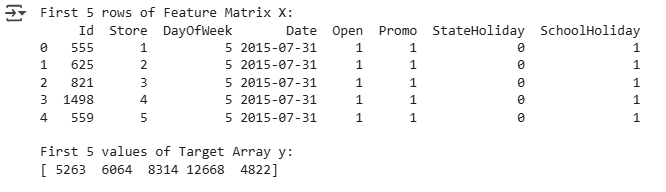 First 5 rows of Feature Matrix X:
Id Store DayOfWeek Date Open Promo StateHoliday SchoolHoliday
0 555 1 5 2015-07-31 1 1 0 1
1 625 2 5 2015-07-31 1 1 0 1
2 821 3 5 2015-07-31 1 1 0 1
3 1498 4 5 2015-07-31 1 1 0 1
4 559 5 5 2015-07-31 1 1 0 1
First 5 values of Target Array y:
[ 5263 6064 8314 12668 4822]